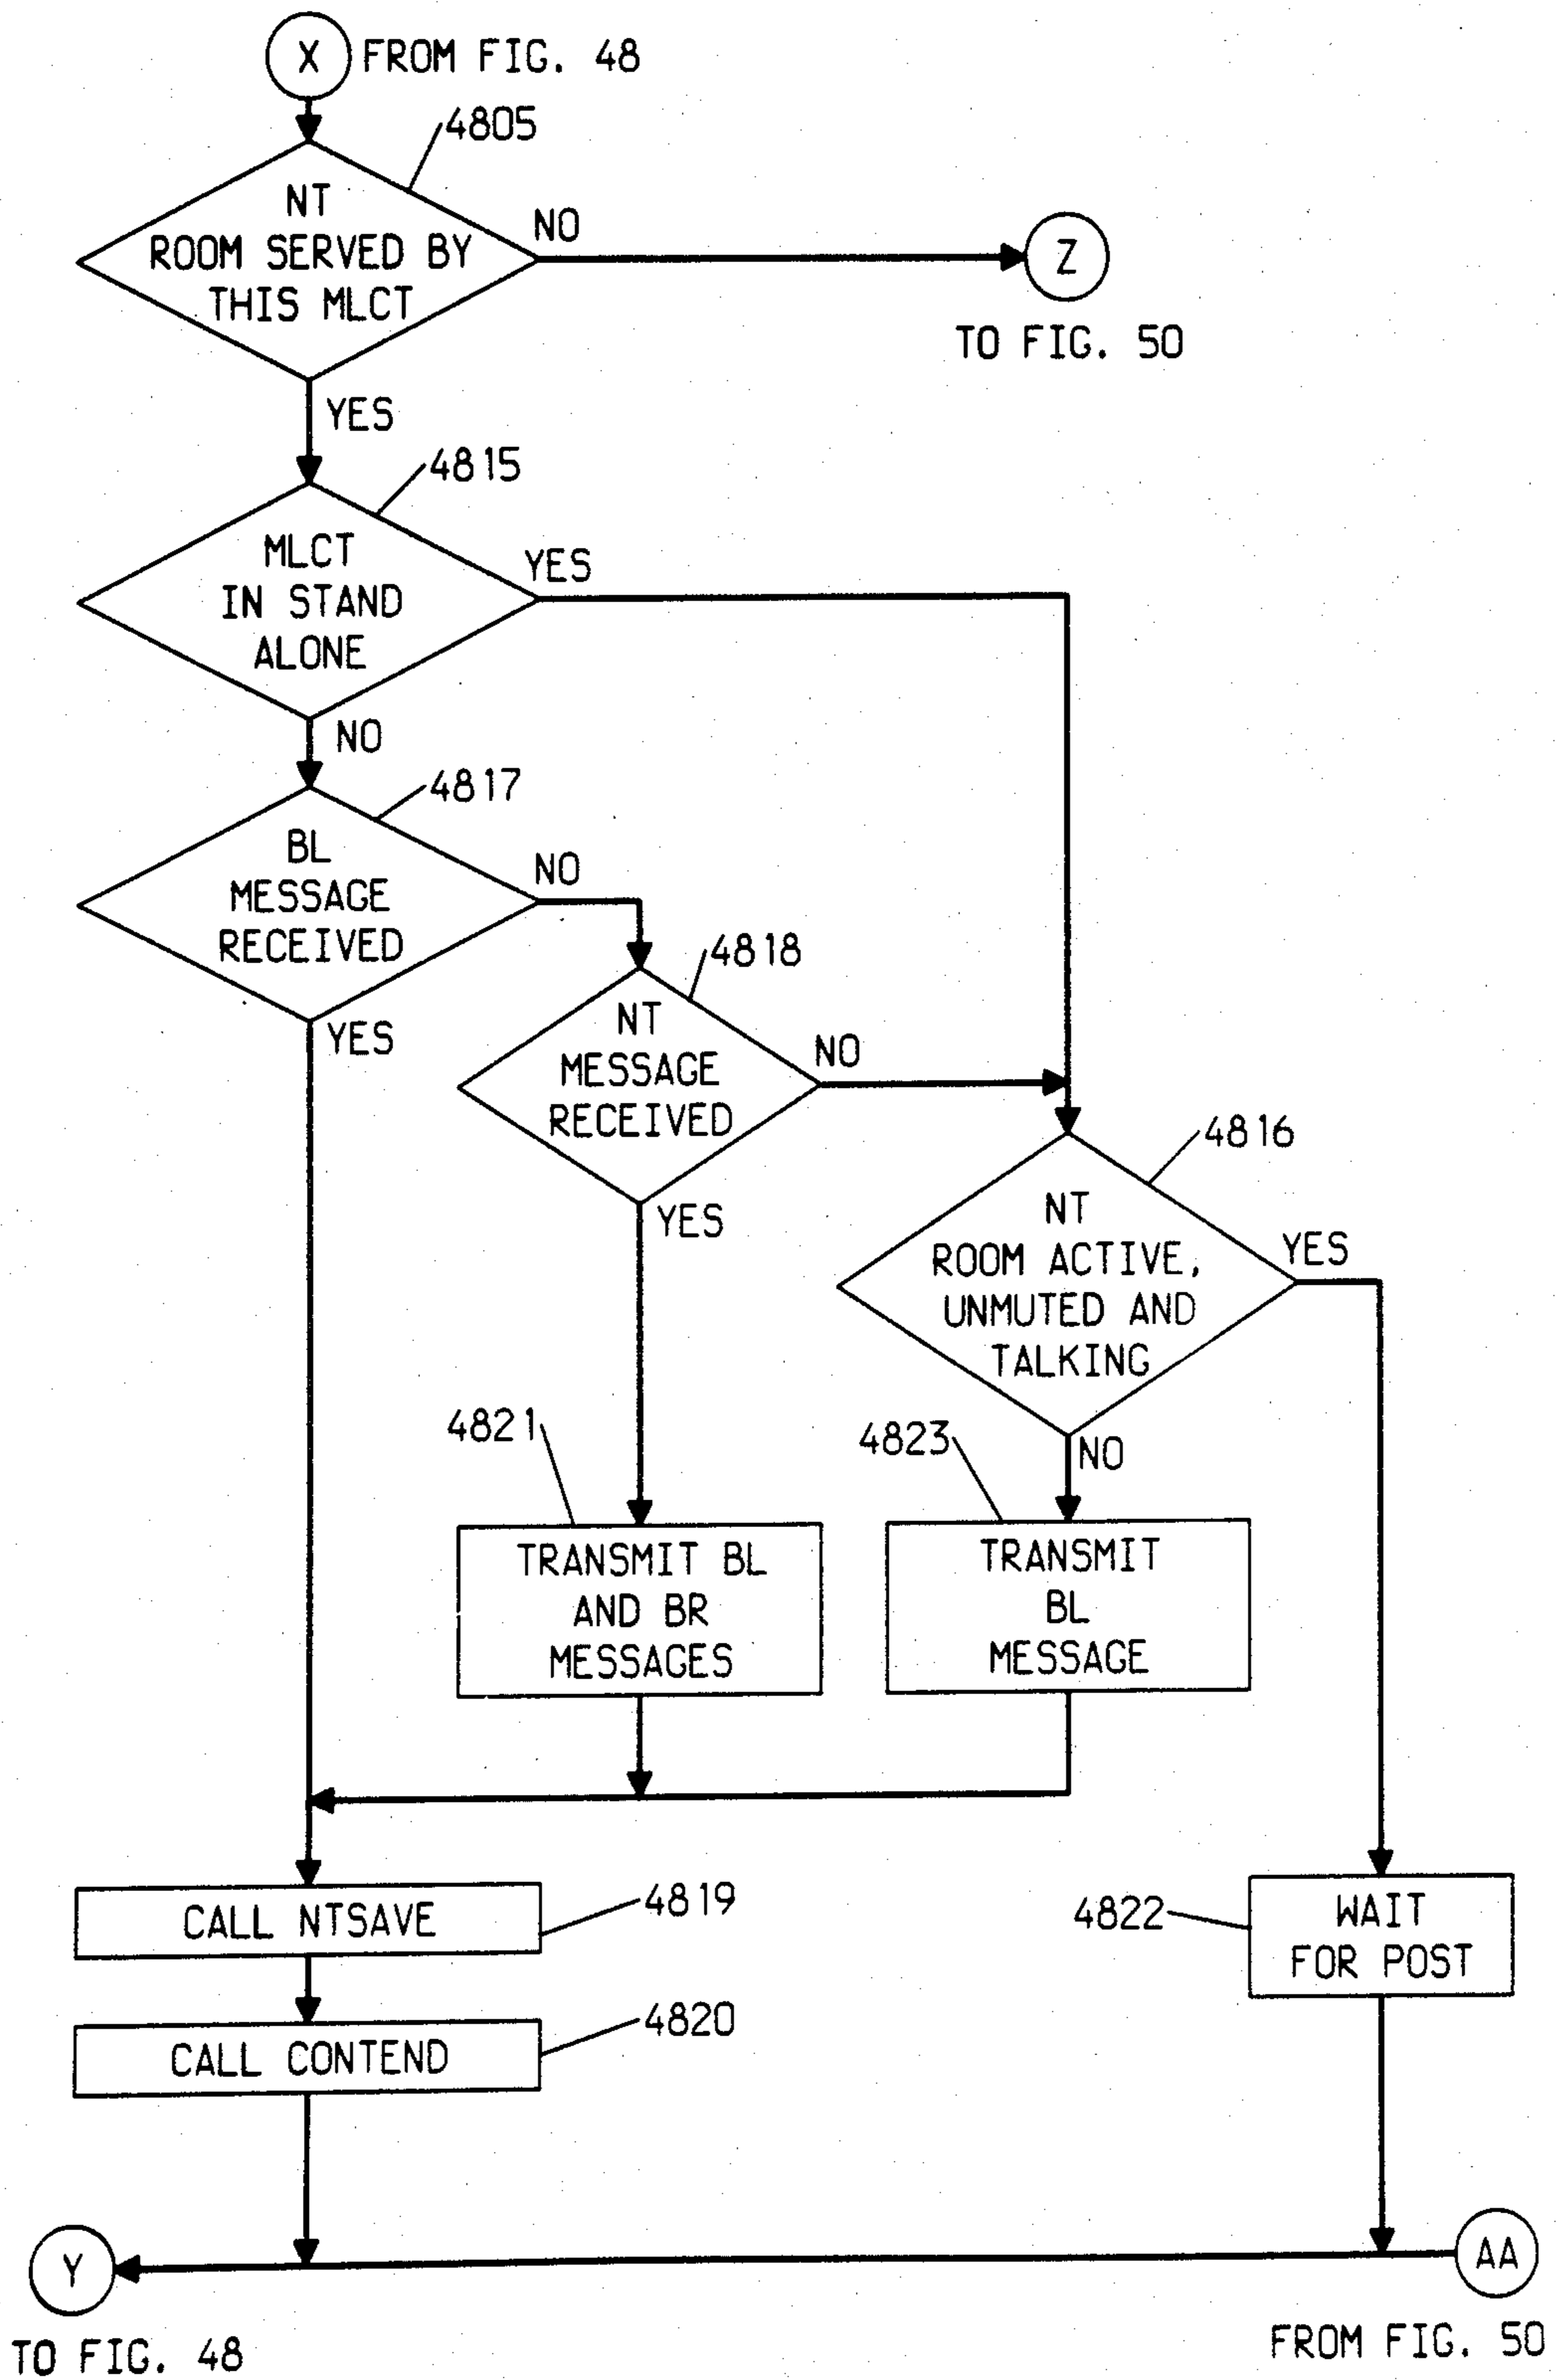 X FROM FIG. 48
4805
NT
ROOM SERVED BY
THIS MLCT
NO
Z
TO FIG. 50
YES
4815
MLCT
IN STAND
ALONE
YES
NO
4817
BL
MESSAGE
RECEIVED
NO
YES
4818
NT
MESSAGE
RECEIVED
NO
YES
4816
NT
ROOM ACTIVE,
UNMUTED AND
TALKING
YES
NO
4821
TRANSMIT BL
AND BR
MESSAGES
4823
TRANSMIT
BL
MESSAGE
CALL NTSAVE
4819
4822
WAIT
FOR POST
CALL CONTEND
4820
Y
TO FIG. 48
AA
FROM FIG. 50